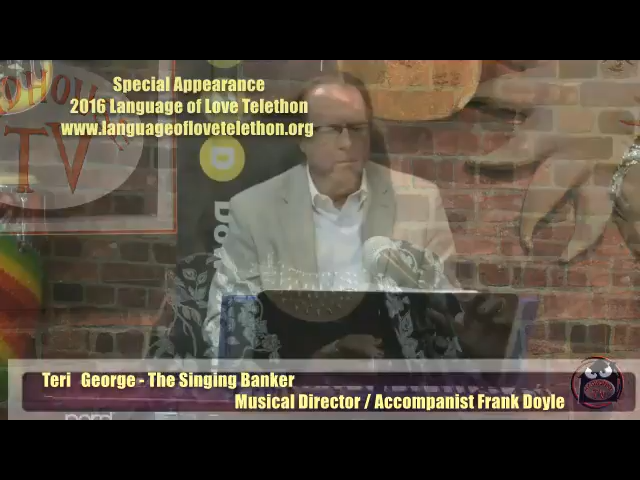 Special Appearance
2016 Language of Love Telethon
www.languageoflovetelethon.org
TV
D
Teri George - The Singing Banker
Musical Director / Accompanist Frank Doyle